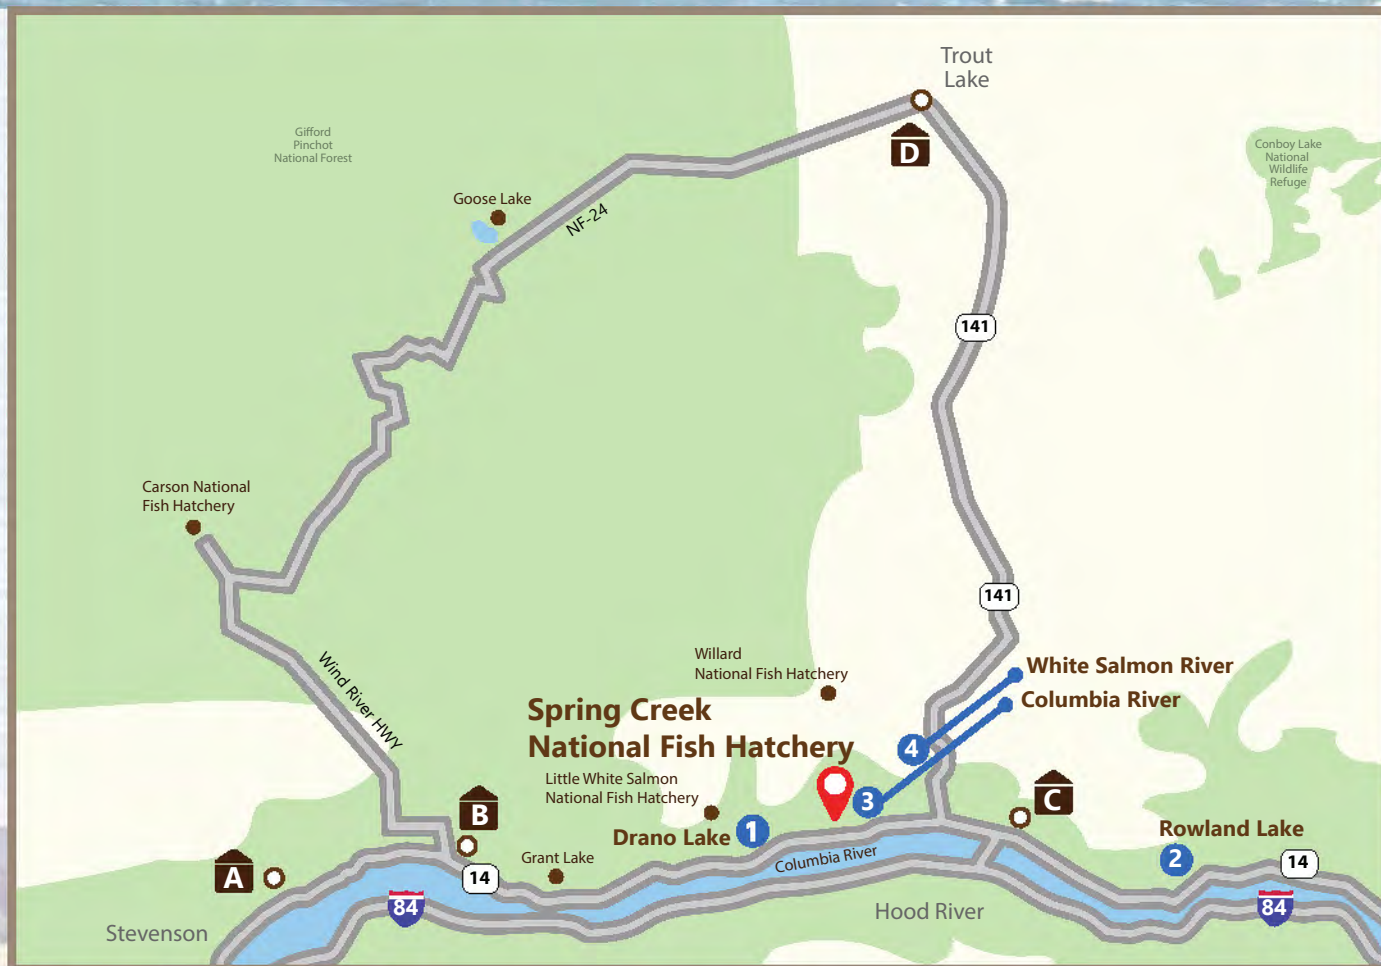 Trout
Lake
Gifford
Pinchot
National Forest
Conboy Lake
National
Wildlife
Refuge
D
Goose Lake
NF-24
141
Carson National
Fish Hatchery
141
Wind River HWY
Willard
National Fish Hatchery
White Salmon River
Columbia River
Spring Creek
National Fish Hatchery
4
Little White Salmon
National Fish Hatchery
3
C
B
Drano Lake
1
Rowland Lake
2
Columbia River
Grant Lake
A
14
14
84
84
Hood River
Stevenson